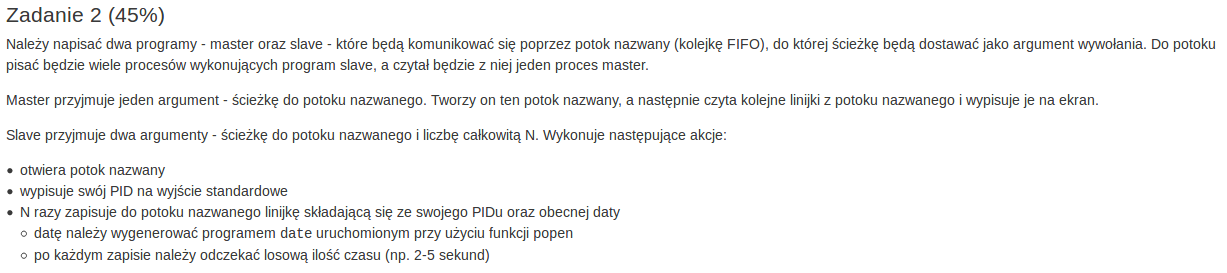 Zadanie 2 (45%)
Należy napisać dwa programy - master oraz slave - które będą komunikować się poprzez potok nazwany (kolejkę FIFO), do której ścieżkę będą dostawać jako argument wywołania. Do potoku
pisać będzie wiele procesów wykonujących program slave, a czytał będzie z niej jeden proces master.
Master przyjmuje jeden argument - ścieżkę do potoku nazwanego. Tworzy on ten potok nazwany, a następnie czyta kolejne linijki z potoku nazwanego i wypisuje je na ekran.
Slave przyjmuje dwa argumenty - ścieżkę do potoku nazwanego i liczbę całkowitą N. Wykonuje następujące akcje:
• otwiera potok nazwany
• wypisuje swój PID na wyjście standardowe
• N razy zapisuje do potoku nazwanego linijkę składającą się ze swojego PIDu oraz obecnej daty
○ datę należy wygenerować programem date uruchomionym przy użyciu funkcji popen
○ po każdym zapisie należy odczekać losową ilość czasu (np. 2-5 sekund)